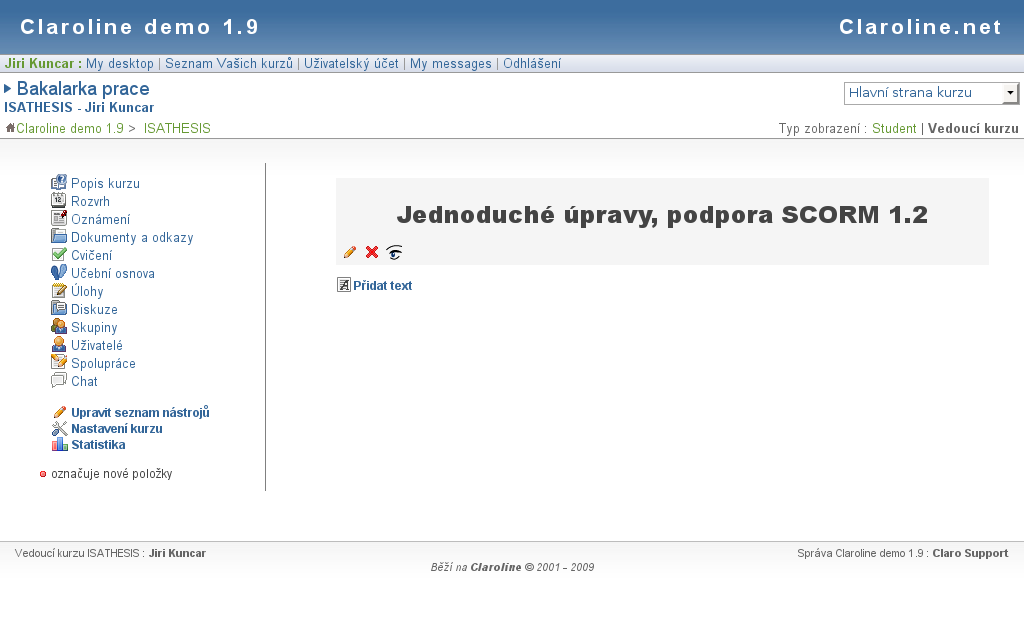 Claroline demo 1.9 Claroline.net
Jiri Kuncar : My desktop | Seznam Vašich kurzů | Uživatelský účet | My messages | Odhlášení
Bakalarka prace
ISATHESIS - Jiri Kuncar
Hlavní strana kurzu
Claroline demo 1.9 > ISATHESIS
Typ zobrazení : Student | Vedoucí kurzu
Popis kurzu
Rozvrh
Oznámení
Dokumenty a odkazy
Cvičení
Učební osnova
Úlohy
Diskuze
Skupiny
Uživatelé
Spolupráce
Chat
Upravit seznam nástrojů
Nastavení kurzu
Statistika
označuje nové položky
Jednoduché úpravy, podpora SCORM 1.2
Přidat text
Vedoucí kurzu ISATHESIS : Jiri Kuncar
Správa Claroline demo 1.9 : Claro Support
Běží na Claroline © 2001 - 2009